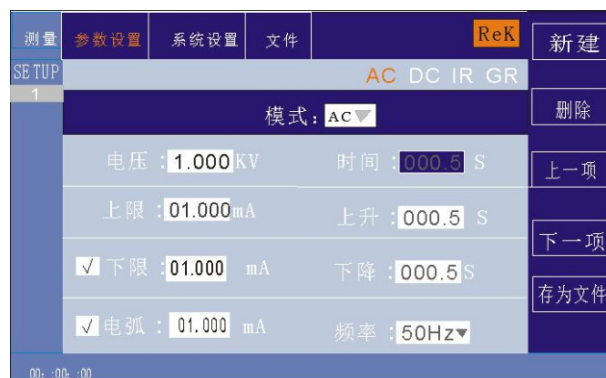 测量 参数设置 系统设置 文件 ReK 新建
SETUP AC DC IR GR
1
模式：AC 删除
电压：1.000 KV 时间：000.5 S 上一项
上限：01.000 mA 上升：000.5 S
下一项
√ 下限：01.000 mA 下降：000.5 S
存为文件
√ 电弧：01.000 mA 频率：50Hz
00: :00: :00